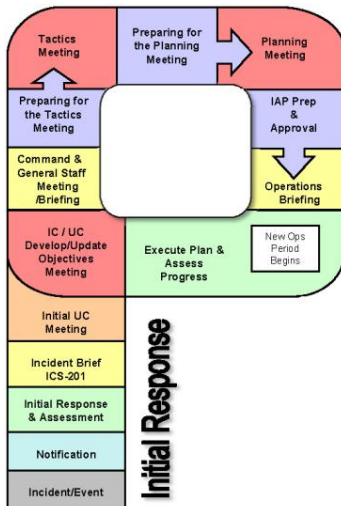 Tactics
Meeting
Preparing for
the Planning
Meeting
Planning
Meeting
Preparing for
the Tactics
Meeting
IAP Prep
&
Approval
Command &
General Staff
Meeting
/Briefing
Operations
Briefing
IC / UC
Develop/Update
Objectives
Meeting
Execute Plan &
Assess
Progress
New Ops
Period
Begins
Initial UC
Meeting
Incident Brief
ICS-201
Initial Response
& Assessment
Notification
Incident/Event
Initial Response